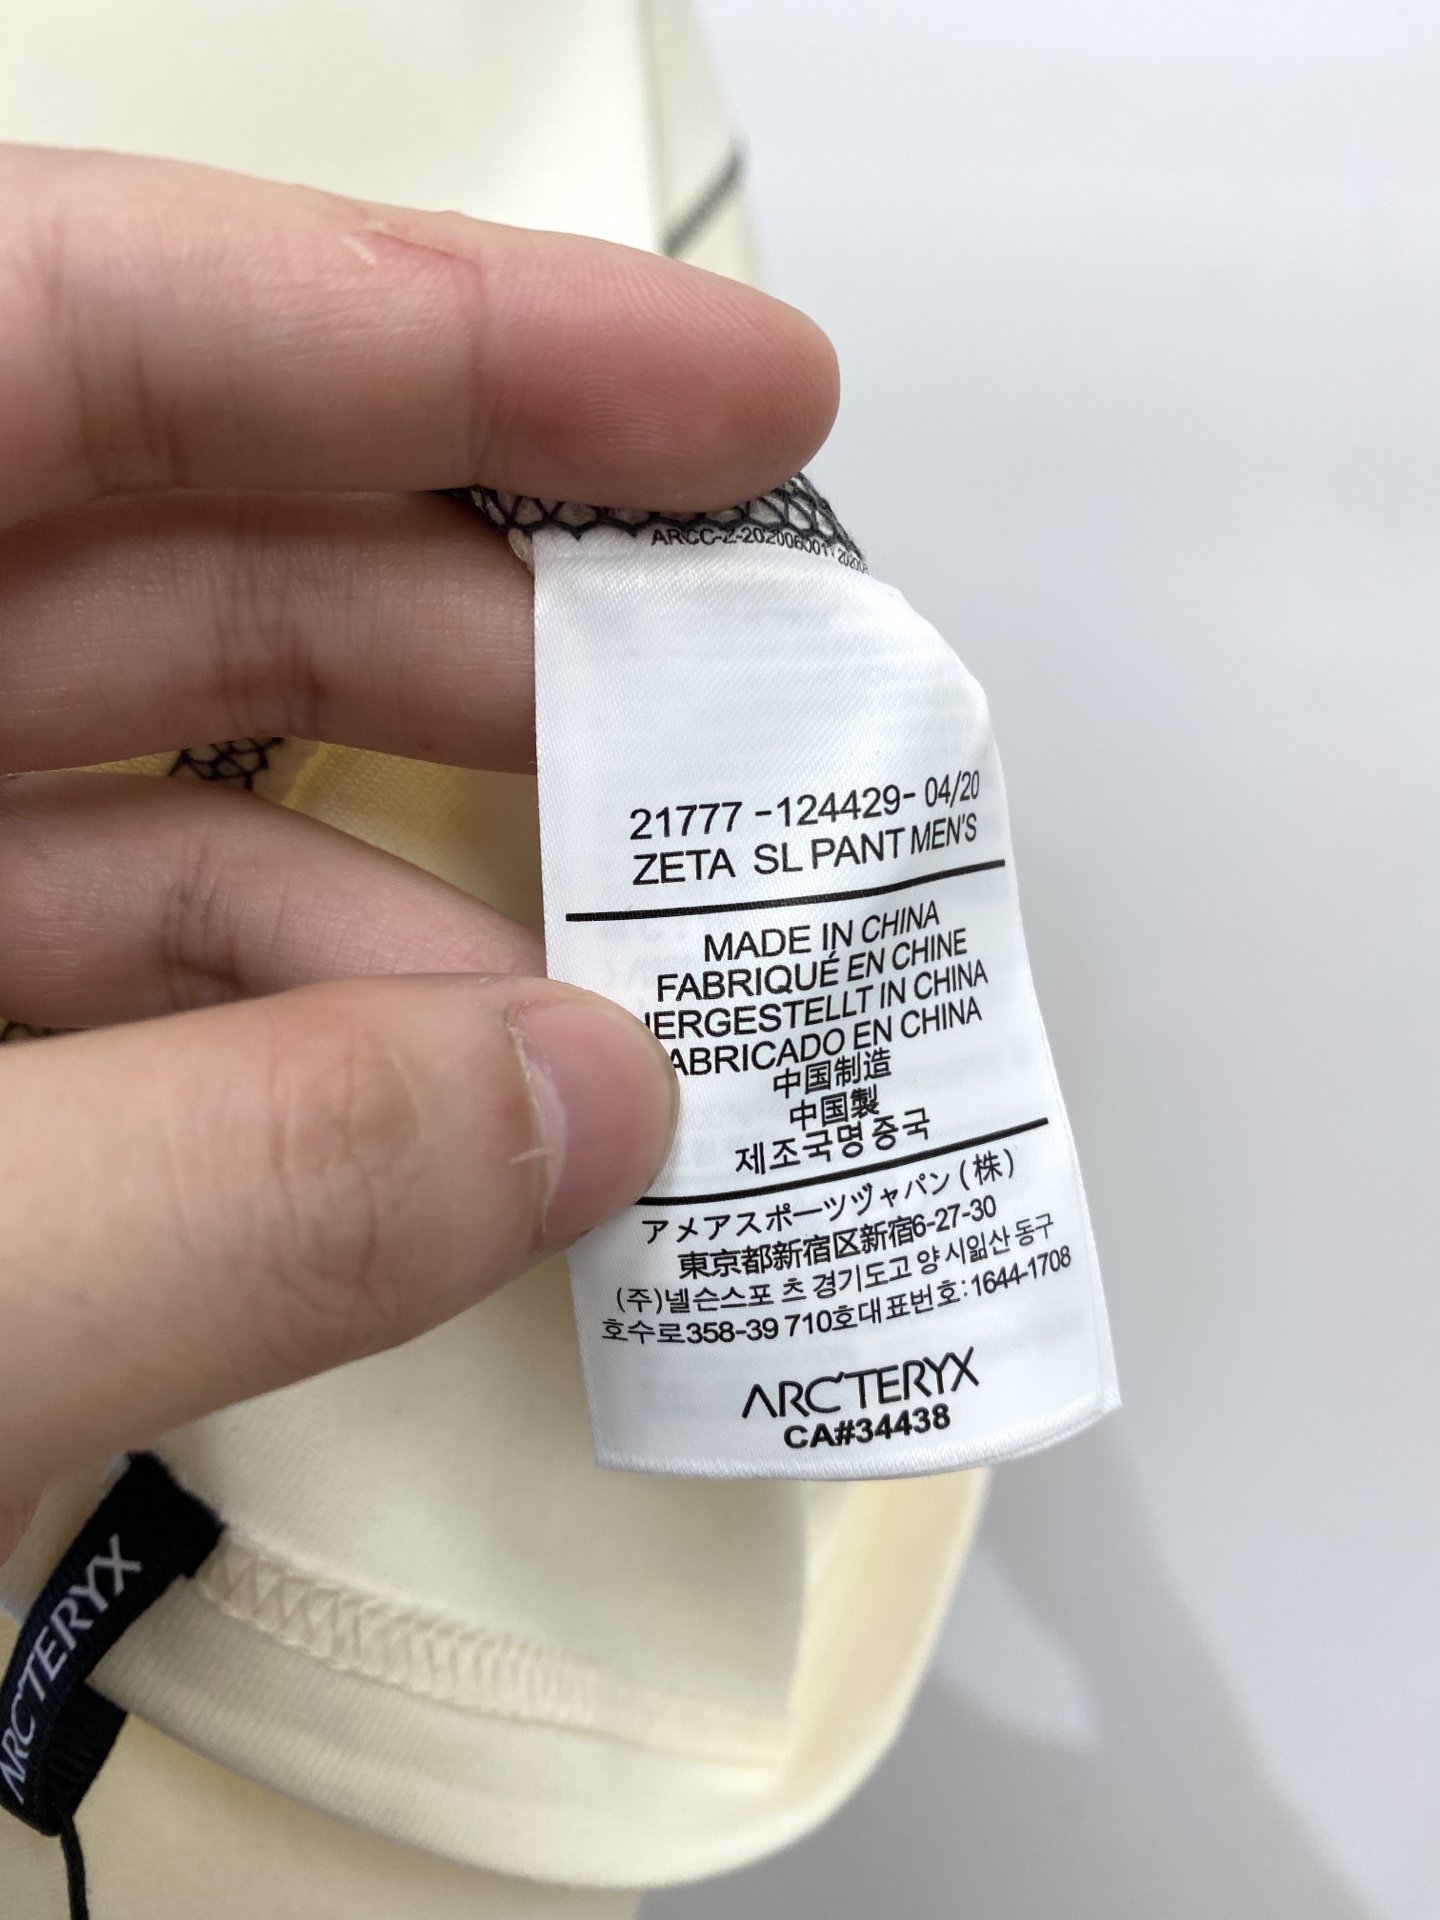 ARCC-Z-202006001-
21777 -124429- 04/20
ZETA SL PANT MEN'S
MADE IN CHINA
FABRIQUÉ EN CHINE
HERGESTELLT IN CHINA
FABRICADO EN CHINA
中国制造
中国製
제조국명 중국
アメアスポーツヅャパン (株)
東京都新宿区新宿6-27-30
(주)넬슨스포 츠 경기도고 양 시읾산 동구
호수로358-39 710호대표번호:1644-1708
ARC'TERYX
CA#34438
ARC'TERYX